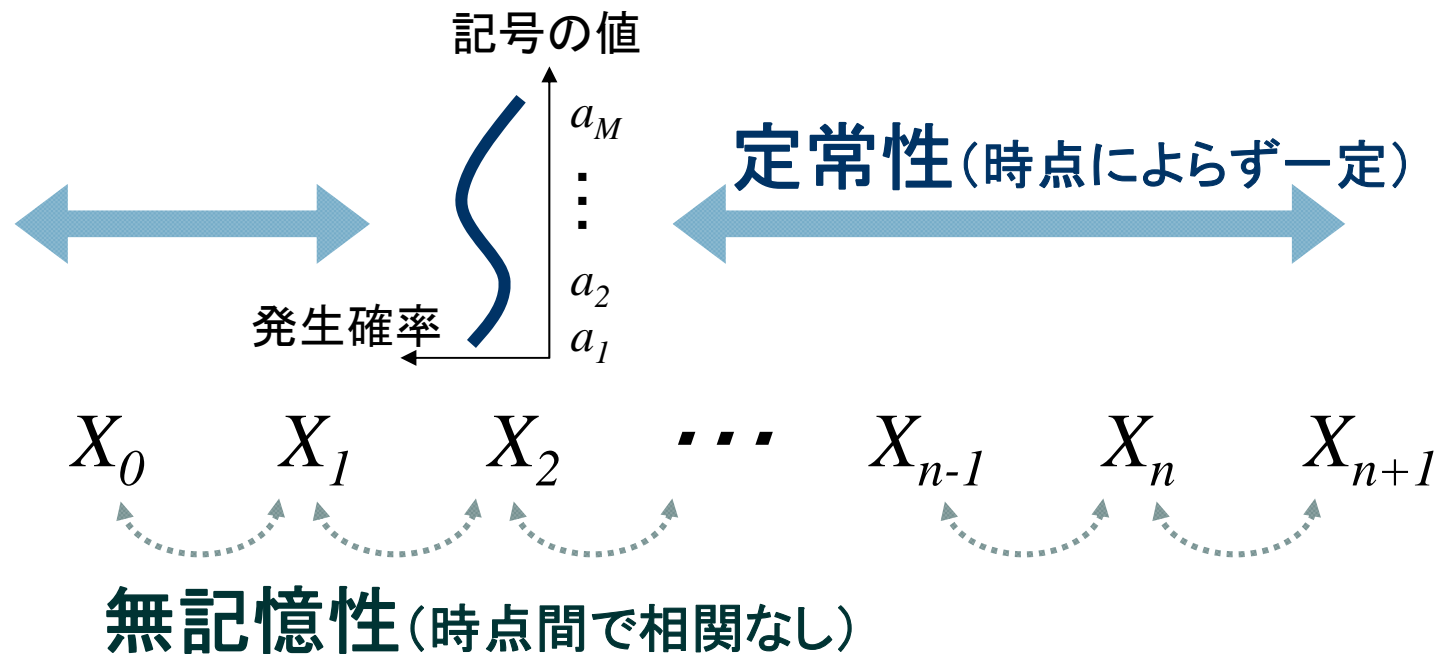 記号の値
a_M
⋮
a_2
a_1
定常性（時点によらず一定）
発生確率
X_0 X_1 X_2 ・・・ X_{n-1} X_n X_{n+1}
無記憶性（時点間で相関なし）